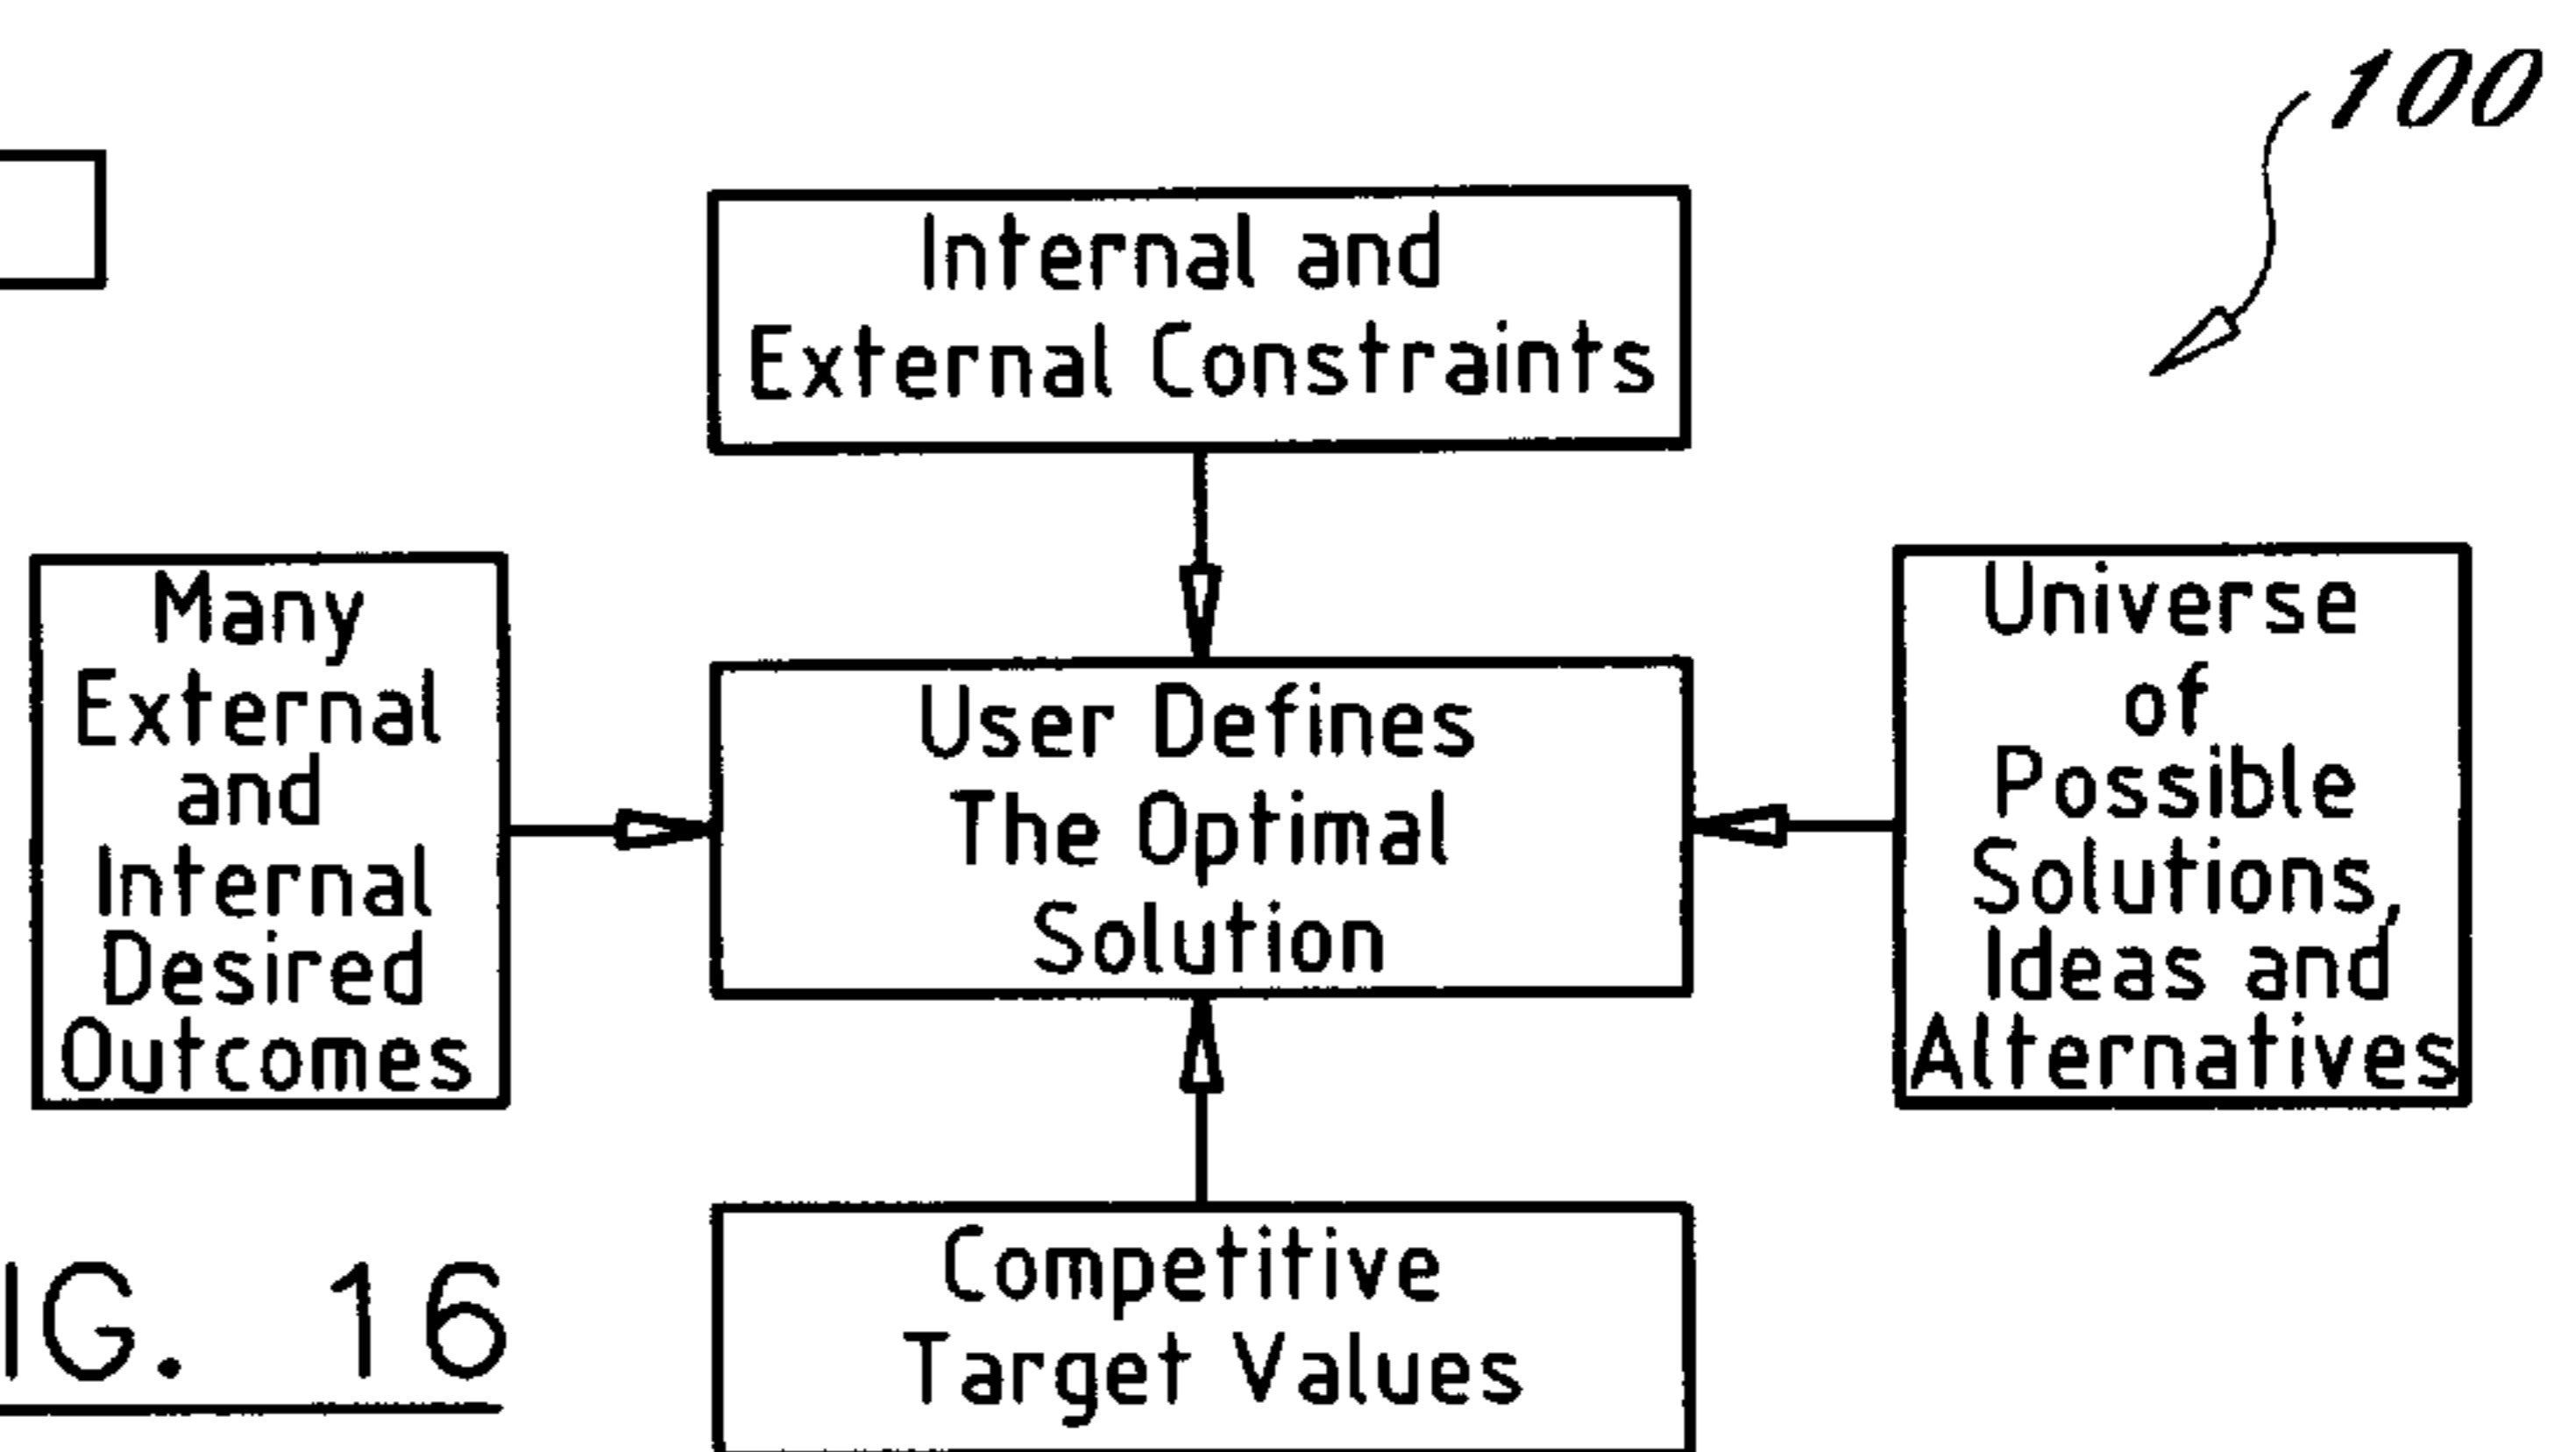 100
Internal and
External Constraints
Many
External
and
Internal
Desired
Outcomes
User Defines
The Optimal
Solution
Universe
of
Possible
Solutions,
Ideas and
Alternatives
Competitive
Target Values
IG. 16